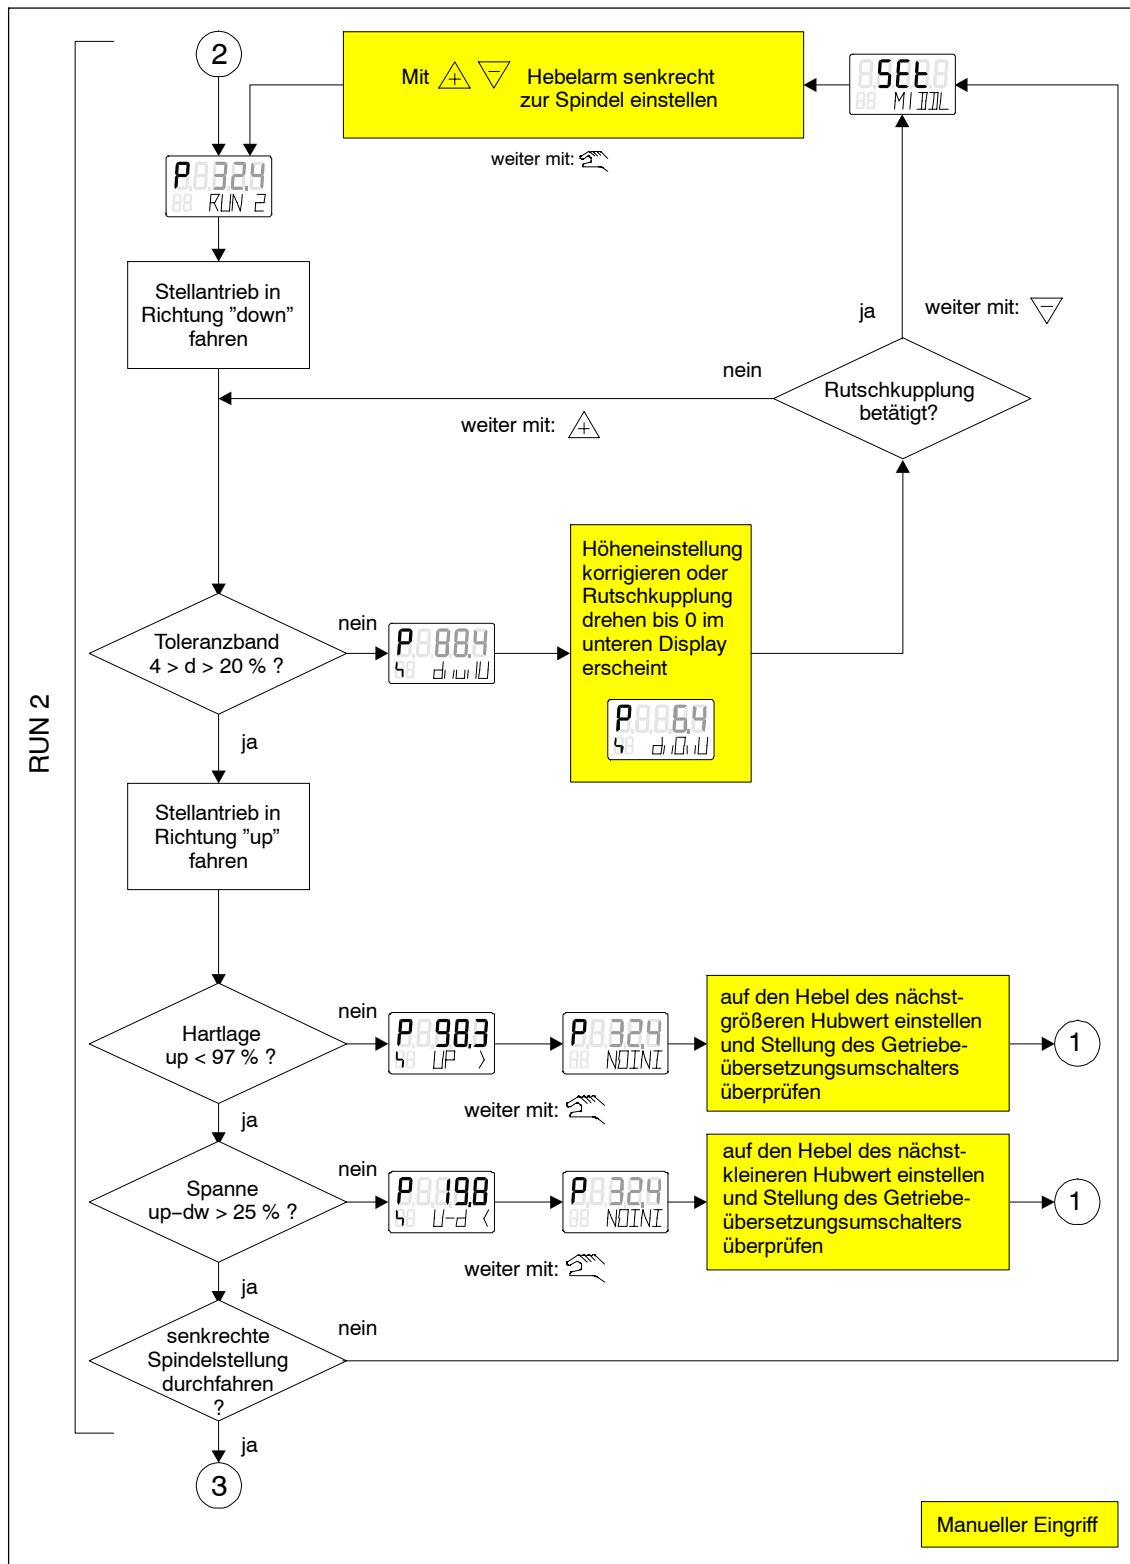 2
Mit + − Hebelarm senkrecht
zur Spindel einstellen
SEt
MIDDL
weiter mit:
P 32,4
RUN 2
Stellantrieb in
Richtung ”down”
fahren
ja
weiter mit: −
nein
Rutschkupplung
betätigt?
weiter mit: +
Höheneinstellung
korrigieren oder
Rutschkupplung
drehen bis 0 im
unteren Display
erscheint
Toleranzband
4 > d > 20 % ?
nein
P 88,4
P 6,4
RUN 2
ja
Stellantrieb in
Richtung ”up”
fahren
Hartlage
up < 97 % ?
nein
P 98,3
UP >
P 32,4
NOINI
auf den Hebel des nächst-
größeren Hubwert einstellen
und Stellung des Getriebe-
übersetzungsumschalters
überprüfen
1
weiter mit:
ja
Spanne
up−dw > 25 % ?
nein
P 19,8
U-d <
P 32,4
NOINI
auf den Hebel des nächst-
kleineren Hubwert einstellen
und Stellung des Getriebe-
übersetzungsumschalters
überprüfen
1
weiter mit:
ja
senkrechte
Spindelstellung
durchfahren
?
nein
ja
3
Manueller Eingriff